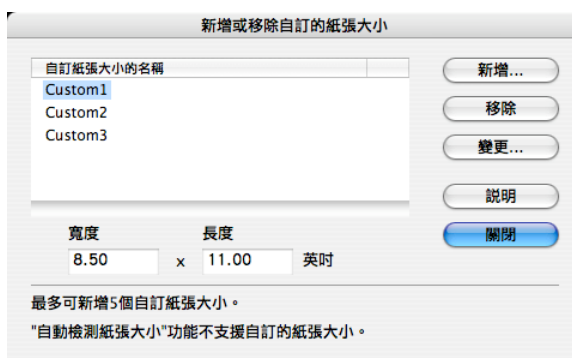 新增或移除自訂的紙張大小
自訂紙張大小的名稱
Custom1
Custom2
Custom3
新增...
移除
變更...
說明
關閉
寬度 長度
8.50 x 11.00 英吋
最多可新增5個自訂紙張大小。
"自動檢測紙張大小"功能不支援自訂的紙張大小。